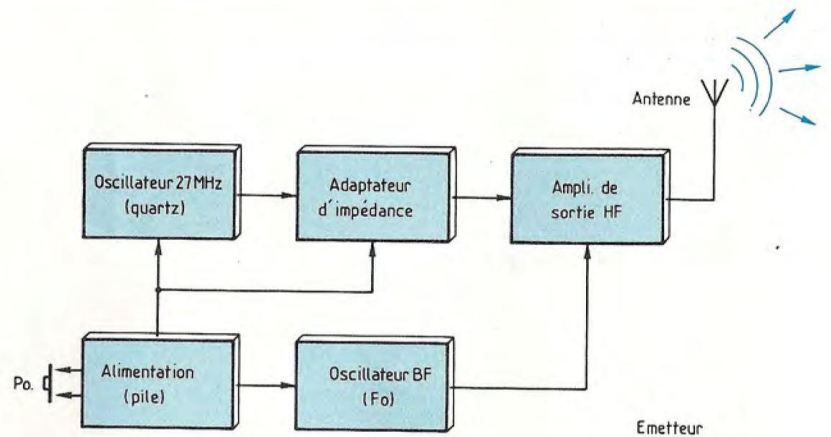 Antenne
Oscillateur 27MHz
(quartz)
Adaptateur
d'impédance
Ampli. de
sortie HF
Po.
Alimentation
(pile)
Oscillateur BF
(Fo)
Emetteur